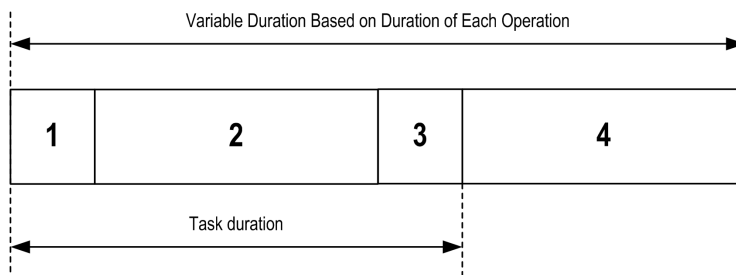 Variable Duration Based on Duration of Each Operation
1 2 3 4
Task duration